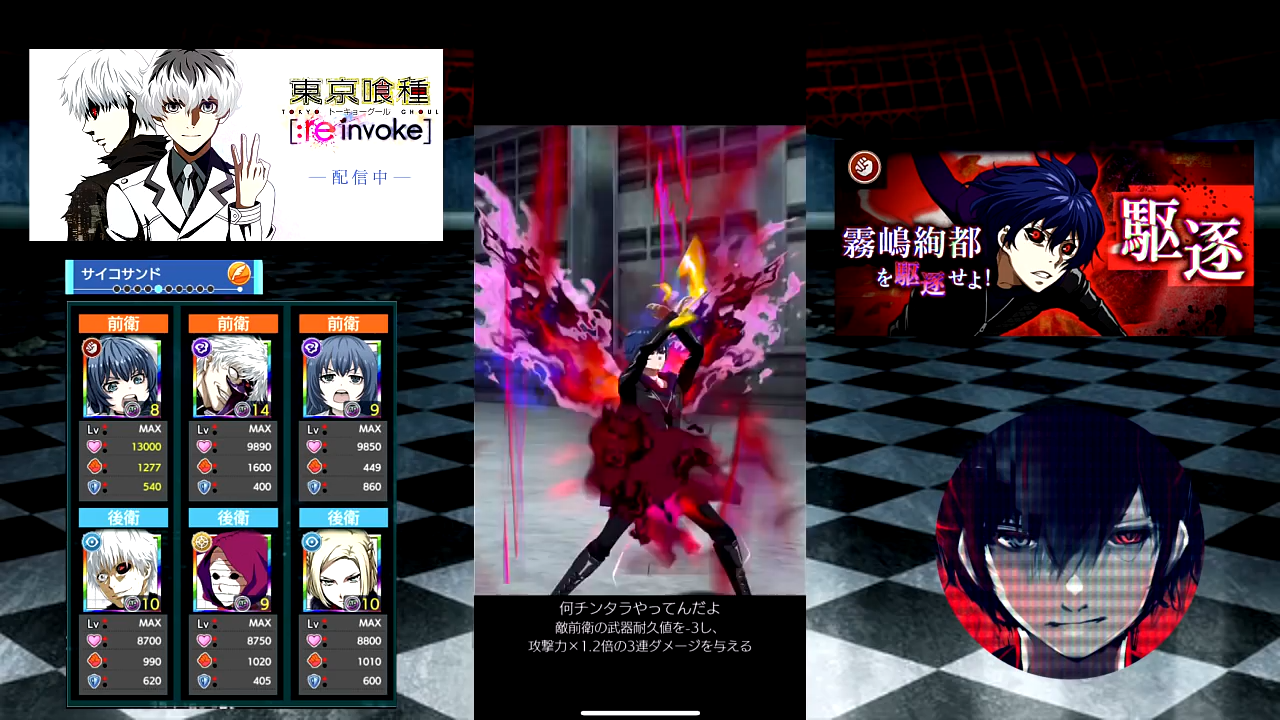 東京喰種
TOKYO トーキョーグール GHOUL
[:re invoke]
― 配信中 ―
サイコサンド
前衛 前衛 前衛
8 14 9
Lv MAX Lv MAX Lv MAX
13000 9890 9850
1277 1600 449
540 400 860
後衛 後衛 後衛
10 9 10
Lv MAX Lv MAX Lv MAX
8700 8750 8800
990 1020 1010
620 405 600
何チンタラやってんだよ
敵前衛の武器耐久値を-3し、
攻撃力×1.2倍の3連ダメージを与える
霧嶋絢都
を駆逐せよ!
駆逐